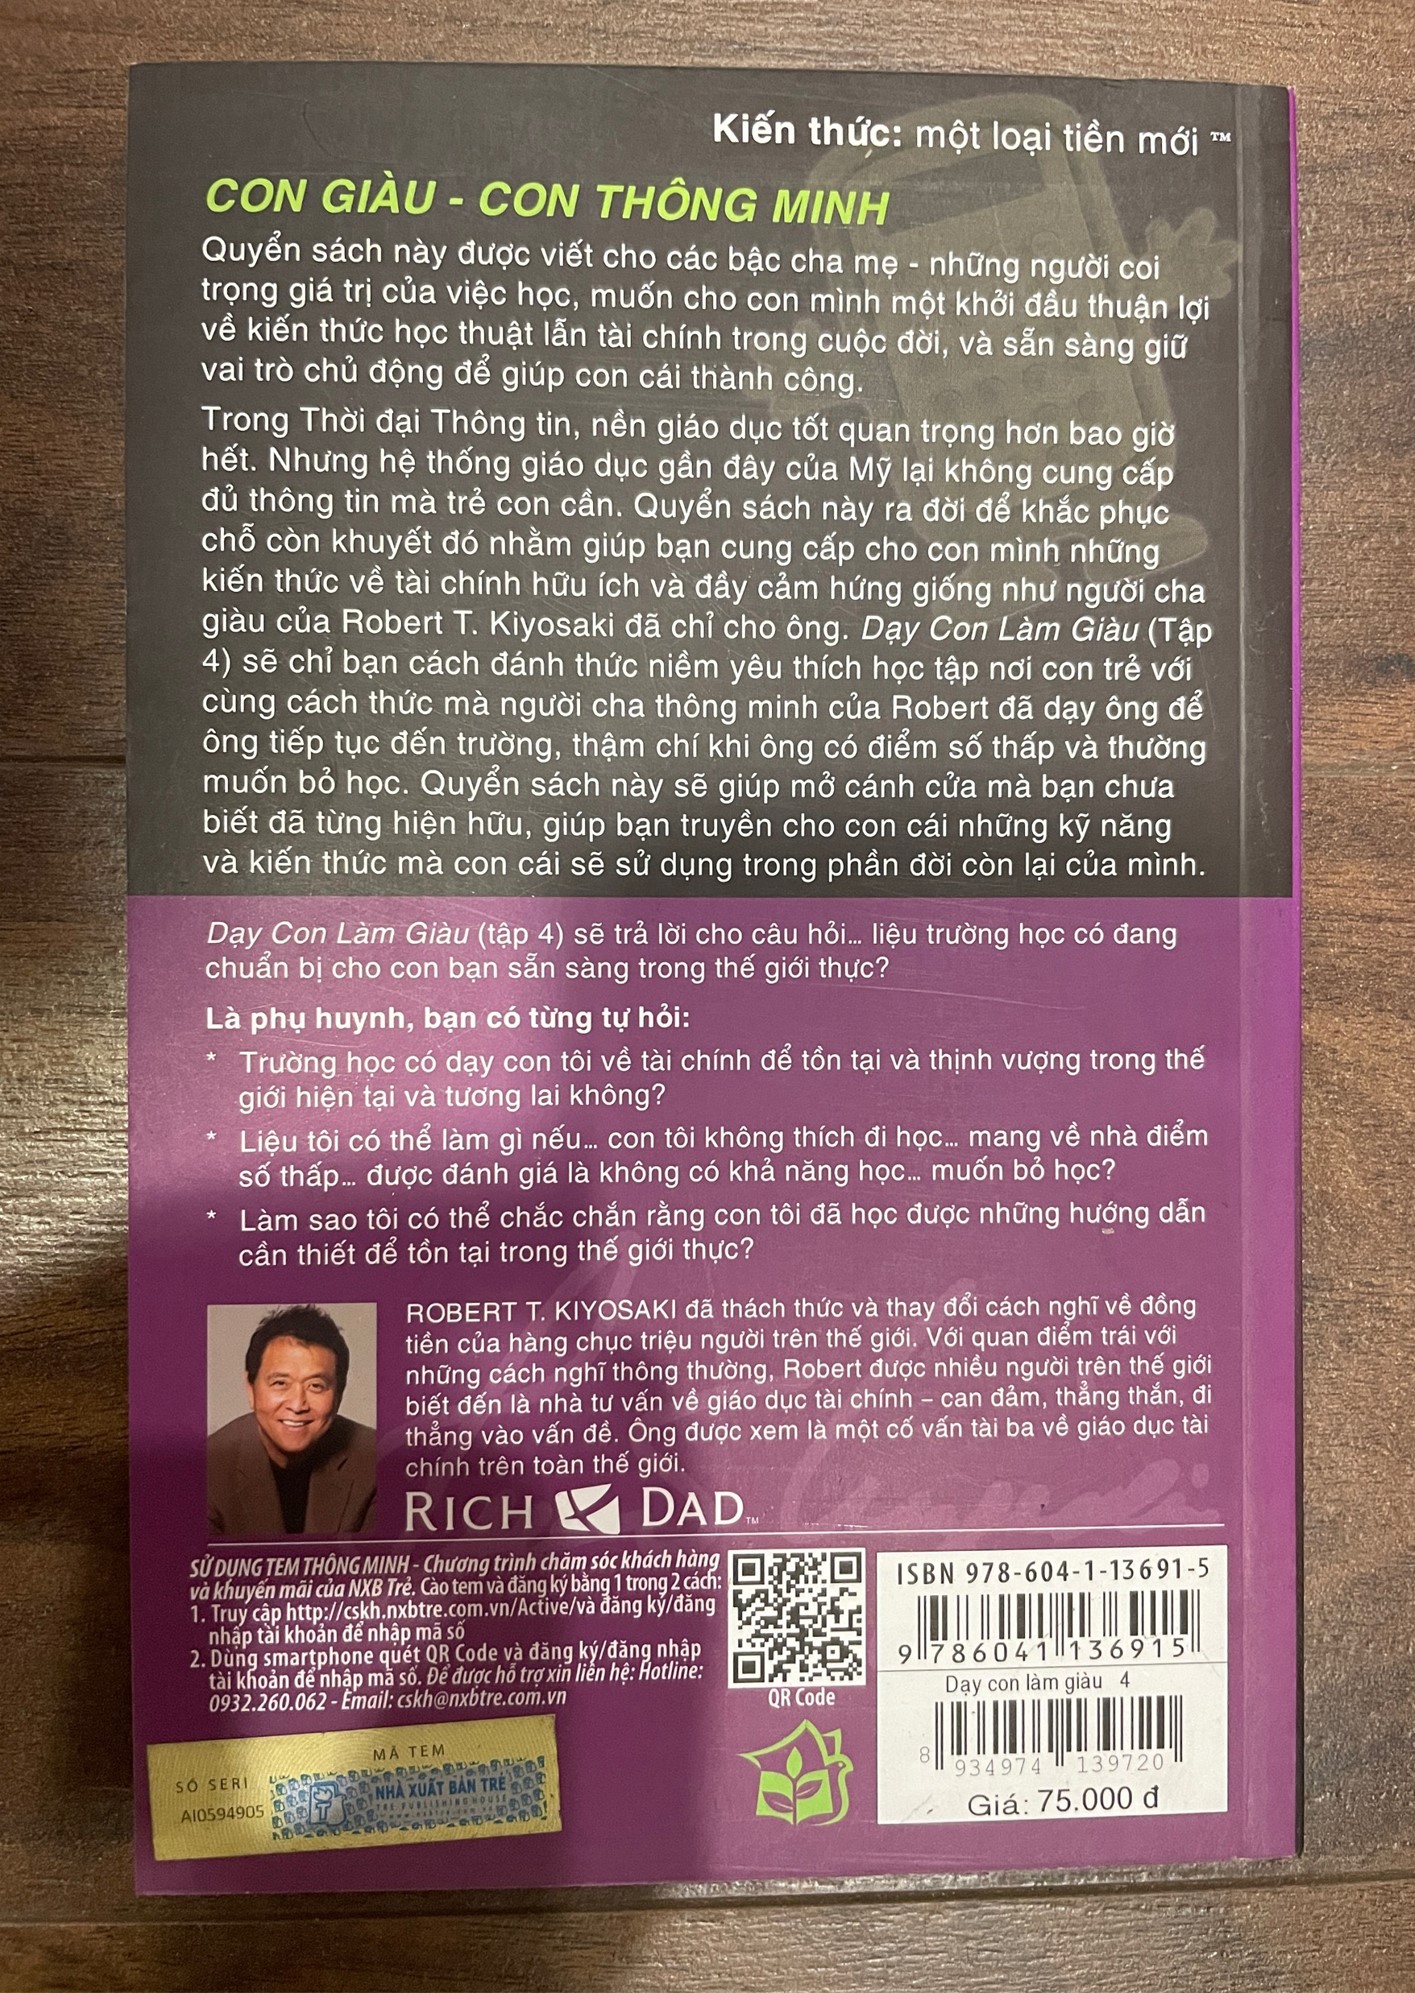 Kiến thức: một loại tiền mới ™
CON GIÀU - CON THÔNG MINH
Quyển sách này được viết cho các bậc cha mẹ - những người coi
trọng giá trị của việc học, muốn cho con mình một khởi đầu thuận lợi
về kiến thức học thuật lẫn tài chính trong cuộc đời, và sẵn sàng giữ
vai trò chủ động để giúp con cái thành công.
Trong Thời đại Thông tin, nền giáo dục tốt quan trọng hơn bao giờ
hết. Nhưng hệ thống giáo dục gần đây của Mỹ lại không cung cấp
đủ thông tin mà trẻ con cần. Quyển sách này ra đời để khắc phục
chỗ còn khuyết đó nhằm giúp bạn cung cấp cho con mình những
kiến thức về tài chính hữu ích và đầy cảm hứng giống như người cha
giàu của Robert T. Kiyosaki đã chỉ cho ông. Dạy Con Làm Giàu (Tập
4) sẽ chỉ bạn cách đánh thức niềm yêu thích học tập nơi con trẻ với
cùng cách thức mà người cha thông minh của Robert đã dạy ông để
ông tiếp tục đến trường, thậm chí khi ông có điểm số thấp và thường
muốn bỏ học. Quyển sách này sẽ giúp mở cánh cửa mà bạn chưa
biết đã từng hiện hữu, giúp bạn truyền cho con cái những kỹ năng
và kiến thức mà con cái sẽ sử dụng trong phần đời còn lại của mình.
Dạy Con Làm Giàu (tập 4) sẽ trả lời cho câu hỏi... liệu trường học có đang
chuẩn bị cho con bạn sẵn sàng trong thế giới thực?
Là phụ huynh, bạn có từng tự hỏi:
* Trường học có dạy con tôi về tài chính để tồn tại và thịnh vượng trong thế
giới hiện tại và tương lai không?
* Liệu tôi có thể làm gì nếu... con tôi không thích đi học... mang về nhà điểm
số thấp... được đánh giá là không có khả năng học... muốn bỏ học?
* Làm sao tôi có thể chắc chắn rằng con tôi đã học được những hướng dẫn
cần thiết để tồn tại trong thế giới thực?
ROBERT T. KIYOSAKI đã thách thức và thay đổi cách nghĩ về đồng
tiền của hàng chục triệu người trên thế giới. Với quan điểm trái với
những cách nghĩ thông thường, Robert được nhiều người trên thế giới
biết đến là nhà tư vấn về giáo dục tài chính – can đảm, thẳng thắn, đi
thẳng vào vấn đề. Ông được xem là một cố vấn tài ba về giáo dục tài
chính trên toàn thế giới.
RICH DAD™
SỬ DỤNG TEM THÔNG MINH - Chương trình chăm sóc khách hàng
và khuyến mãi của NXB Trẻ. Cào tem và đăng ký bằng 1 trong 2 cách:
1. Truy cập http://cskh.nxbtre.com.vn/Active/và đăng ký/đăng
nhập tài khoản để nhập mã số
2. Dùng smartphone quét QR Code và đăng ký/đăng nhập
tài khoản để nhập mã số. Để được hỗ trợ xin liên hệ: Hotline:
0932.260.062 - Email: cskh@nxbtre.com.vn
QR Code
ISBN 978-604-1-13691-5
9 786041 136915
Dạy con làm giàu 4
8 934974 139720
Giá: 75.000 đ
MÃ TEM
SỐ SERI
AI0594905
NHÀ XUẤT BẢN TRẺ
THE PUBLISHING HOUSE